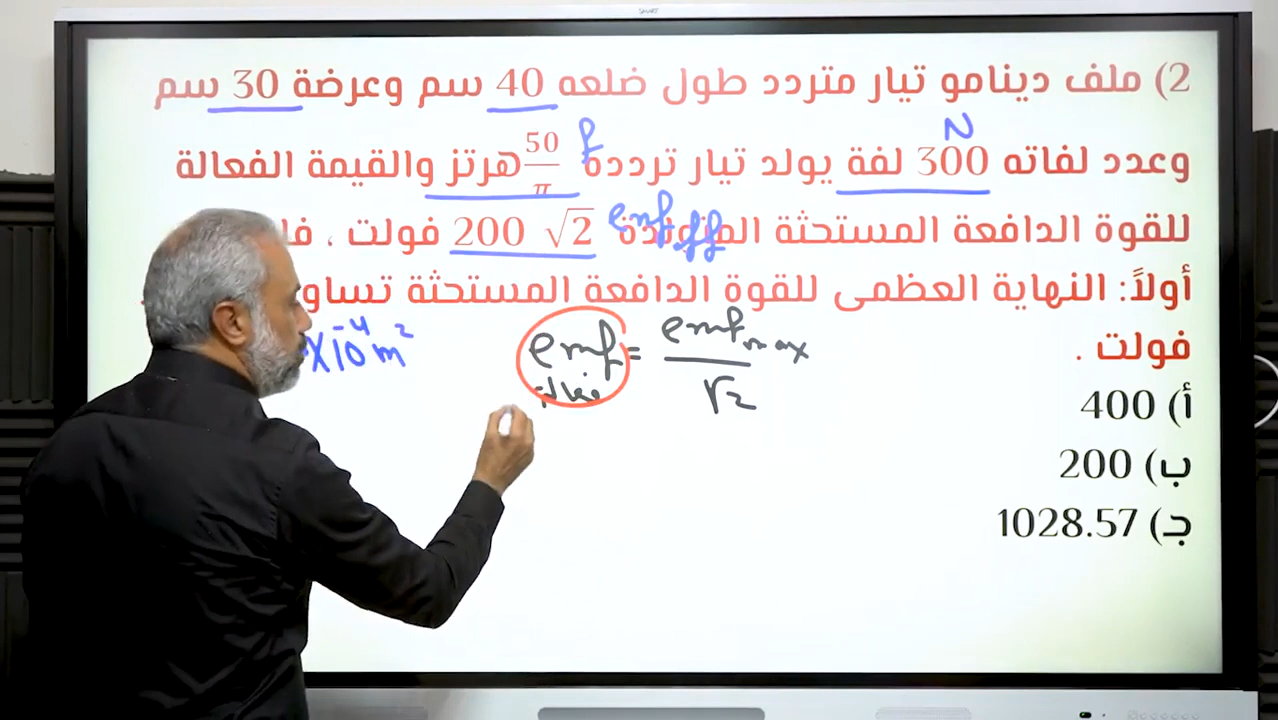 SMART
2) ملف دينامو تيار متردد طول ضلعه 40 سم وعرضة 30 سم
N
f
وعدد لفاته 300 لفة يولد تيار تردده 50/π هرتز والقيمة الفعالة
emf eff
للقوة الدافعة المستحثة المتولدة 200 √2 فولت ،
أولاً: النهاية العظمى للقوة الدافعة المستحثة
فولت .
×10⁻⁴ m²
emf فعالة = emf max / √2
أ) 400
ب) 200
ج) 1028.57